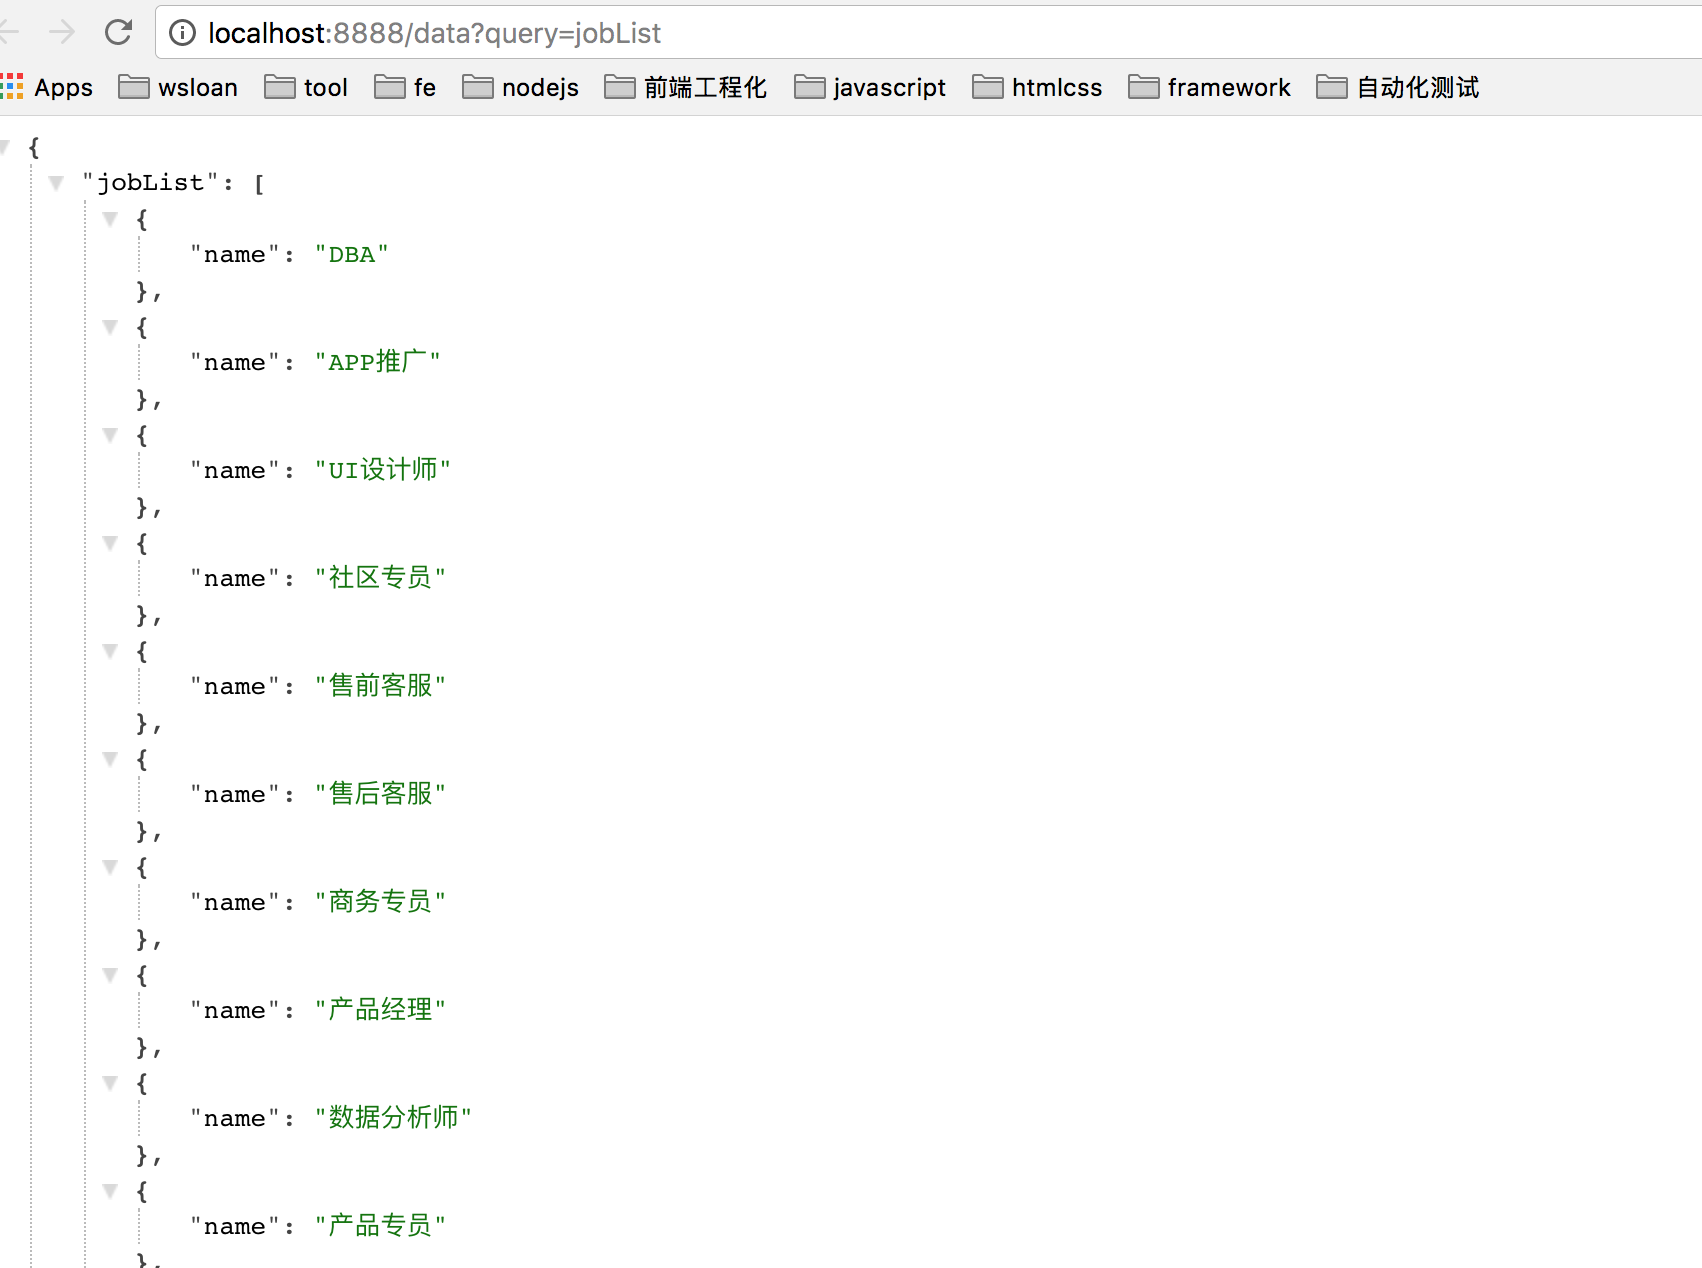 localhost:8888/data?query=jobList
Apps wsloan tool fe nodejs 前端工程化 javascript htmlcss framework 自动化测试
{
"jobList": [
{
"name": "DBA"
},
{
"name": "APP推广"
},
{
"name": "UI设计师"
},
{
"name": "社区专员"
},
{
"name": "售前客服"
},
{
"name": "售后客服"
},
{
"name": "商务专员"
},
{
"name": "产品经理"
},
{
"name": "数据分析师"
},
{
"name": "产品专员"
},